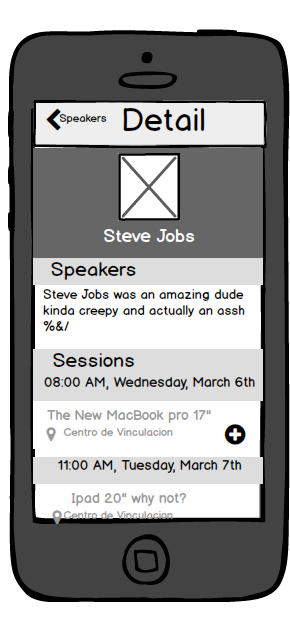 Speakers Detail
Steve Jobs
Speakers
Steve Jobs was an amazing dude
kinda creepy and actually an assh
%&/
Sessions
08:00 AM, Wednesday, March 6th
The New MacBook pro 17"
Centro de Vinculacion
11:00 AM, Tuesday, March 7th
Ipad 20" why not?
Centro de Vinculacion